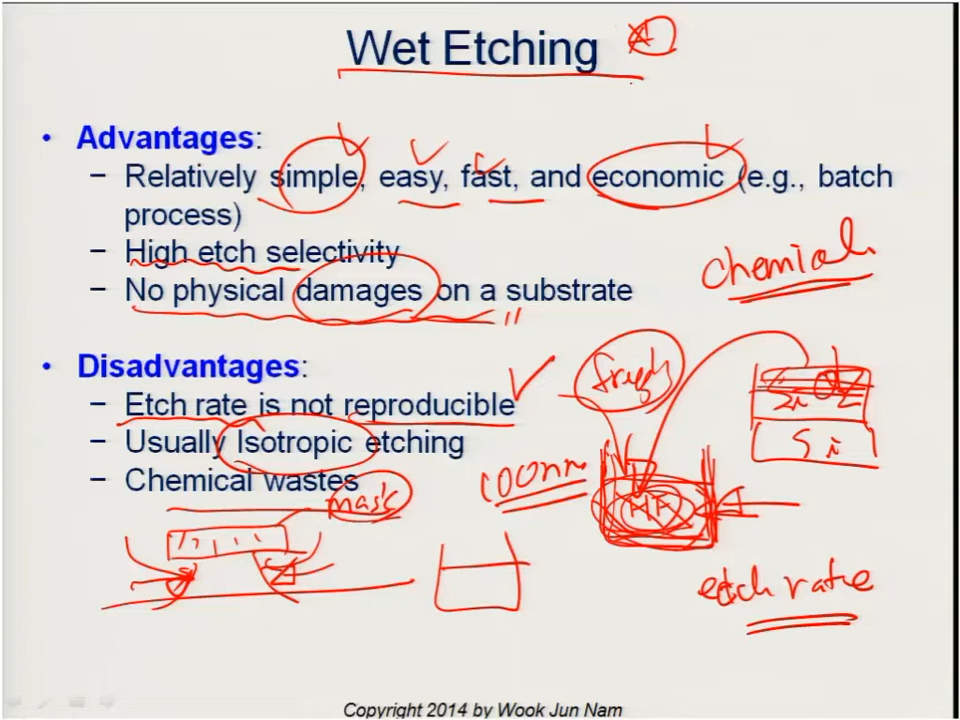 Wet Etching
• Advantages:
– Relatively simple, easy, fast, and economic (e.g., batch
process)
– High etch selectivity
– No physical damages on a substrate
chemical
• Disadvantages:
– Etch rate is not reproducible
– Usually Isotropic etching
– Chemical wastes
mask
100nm
HF
Si
etch rate
Copyright 2014 by Wook Jun Nam